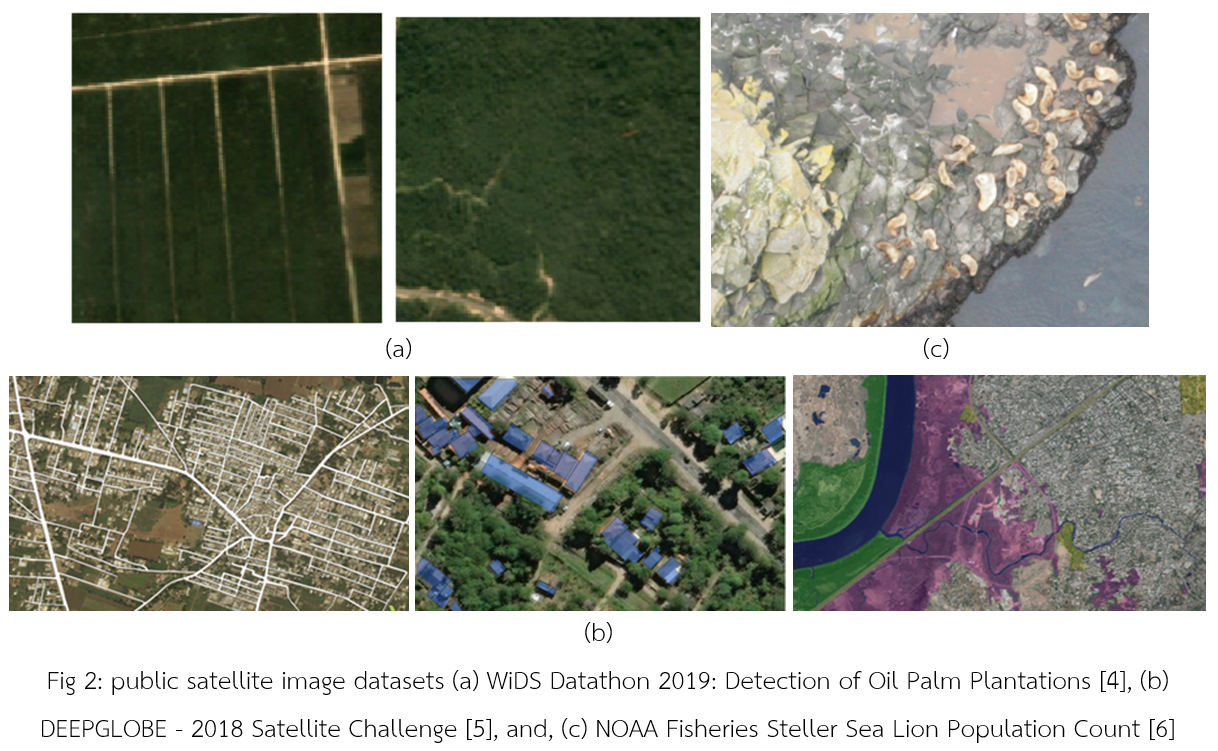 (a)
(c)
(b)
Fig 2: public satellite image datasets (a) WiDS Datathon 2019: Detection of Oil Palm Plantations [4], (b)
DEEPGLOBE - 2018 Satellite Challenge [5], and, (c) NOAA Fisheries Steller Sea Lion Population Count [6]